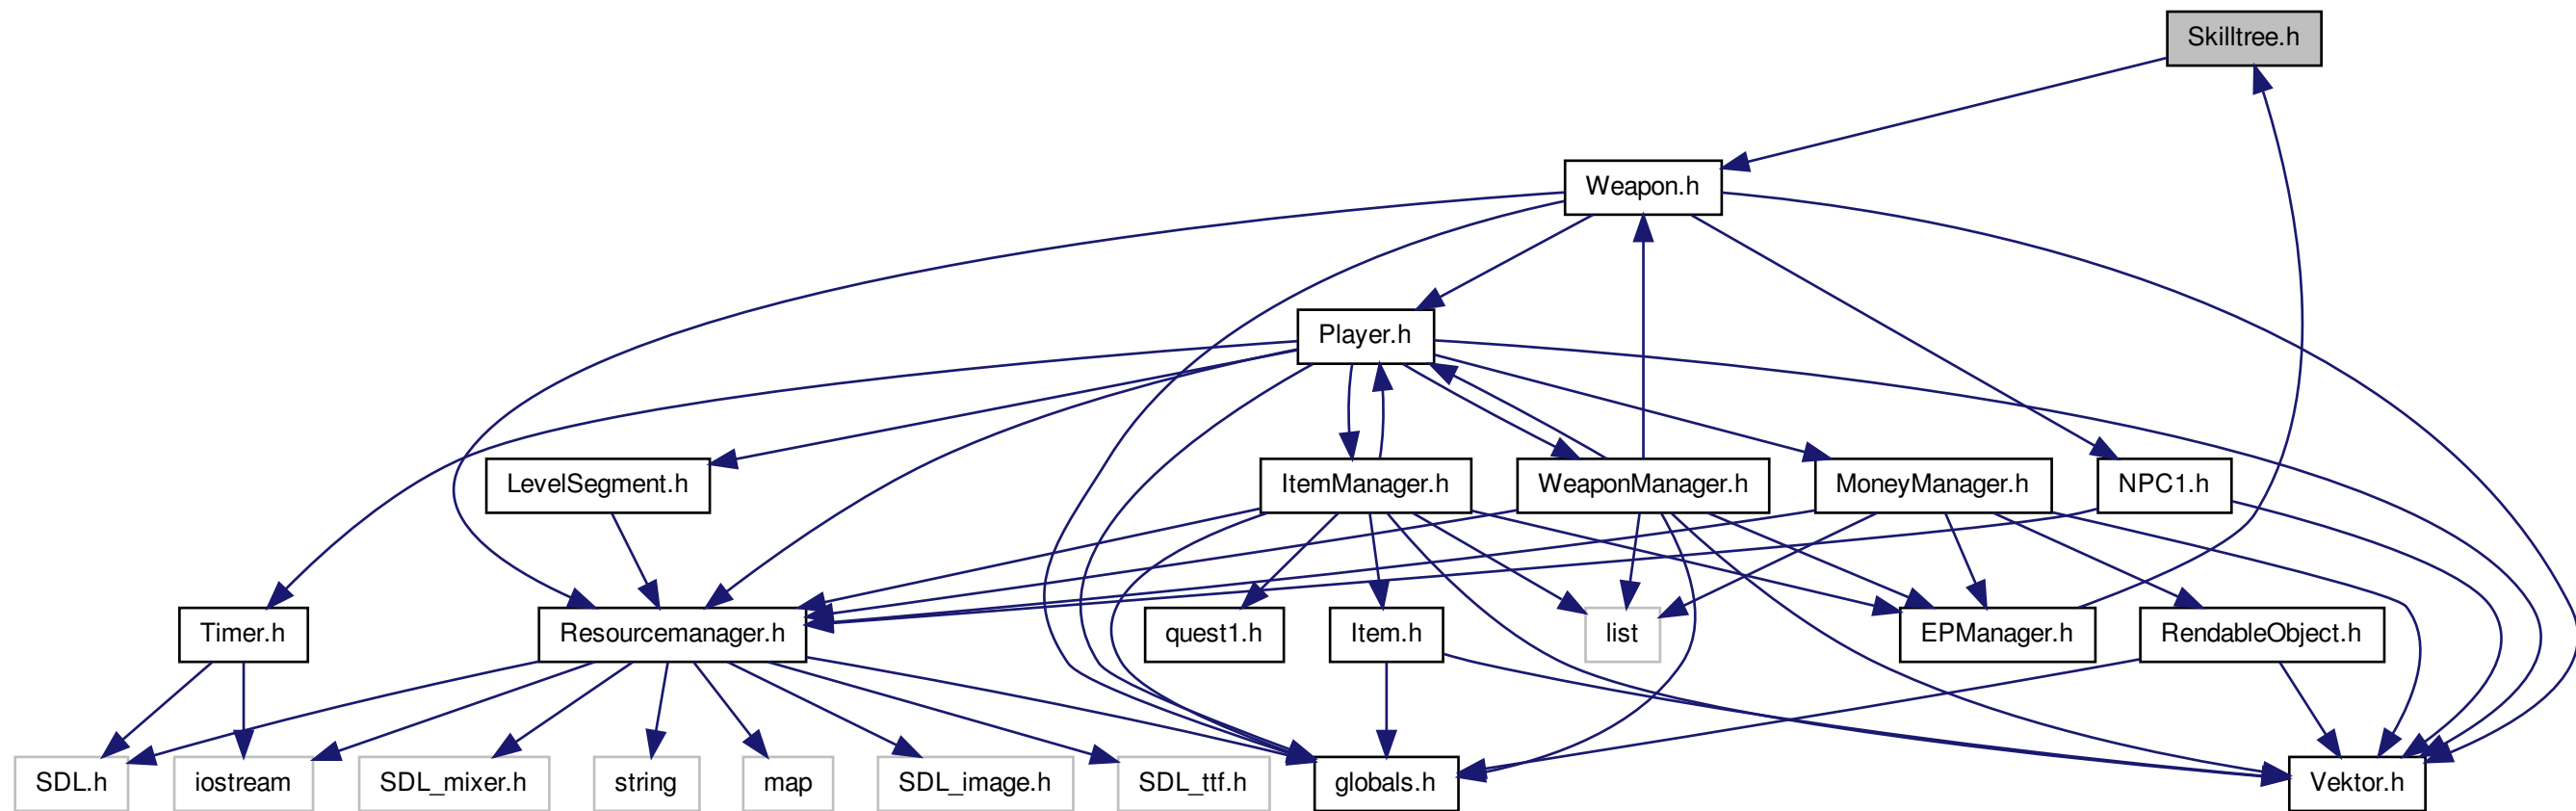 Skilltree.h
Weapon.h
Player.h
LevelSegment.h
ItemManager.h
WeaponManager.h
MoneyManager.h
NPC1.h
Timer.h
Resourcemanager.h
quest1.h
Item.h
list
EPManager.h
RendableObject.h
SDL.h
iostream
SDL_mixer.h
string
map
SDL_image.h
SDL_ttf.h
globals.h
Vektor.h